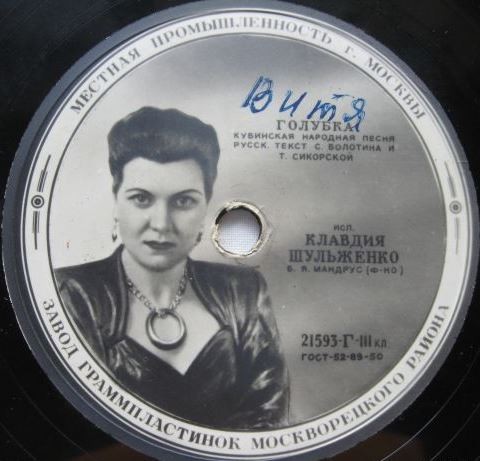 МЕСТНАЯ ПРОМЫШЛЕННОСТЬ г. МОСКВЫ
Витя
ГОЛУБКА
КУБИНСКАЯ НАРОДНАЯ ПЕСНЯ
РУССК. ТЕКСТ С. БОЛОТИНА И
Т. СИКОРСКОЙ
ИСП.
КЛАВДИЯ
ШУЛЬЖЕНКО
Б. Я. МАНДРУС (Ф-НО)
21593-Г-III КЛ.
ГОСТ-52-89-50
ЗАВОД ГРАММПЛАСТИНОК МОСКВОРЕЦКОГО РАЙОНА